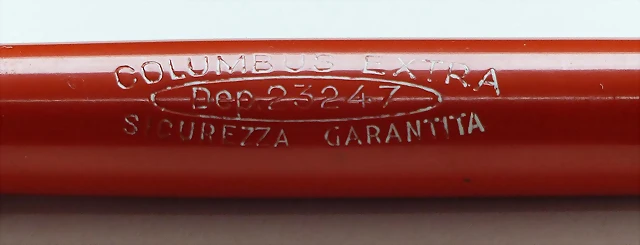 COLUMBUS EXTRA
Dep. 23247
SICUREZZA GARANTITA